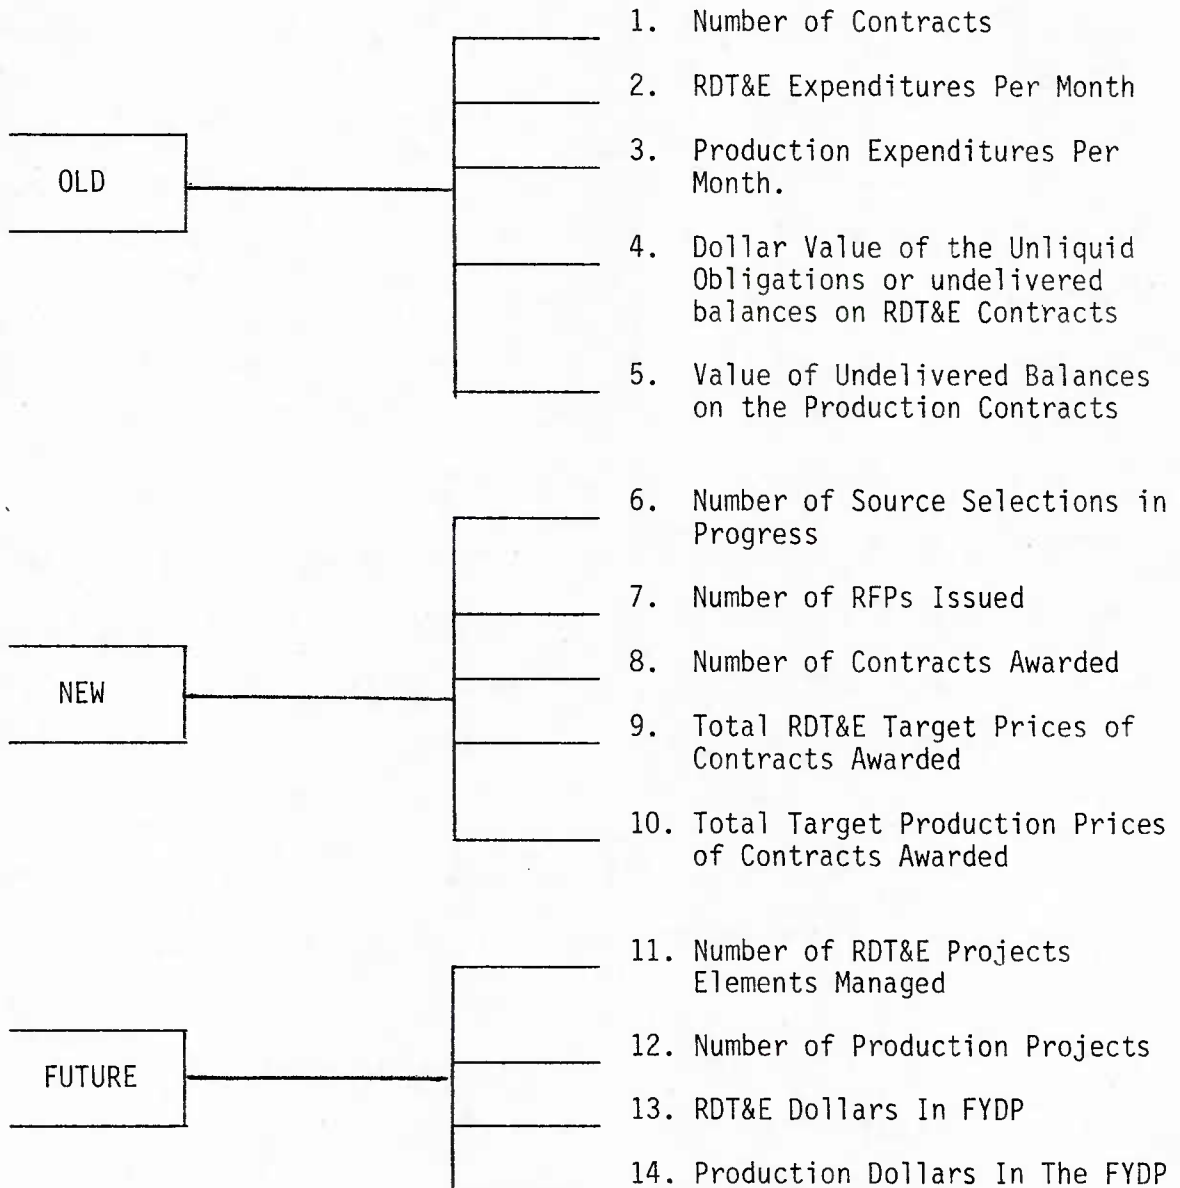 1. Number of Contracts
2. RDT&E Expenditures Per Month
3. Production Expenditures Per
Month.
OLD
4. Dollar Value of the Unliquid
Obligations or undelivered
balances on RDT&E Contracts
5. Value of Undelivered Balances
on the Production Contracts
6. Number of Source Selections in
Progress
7. Number of RFPs Issued
8. Number of Contracts Awarded
NEW
9. Total RDT&E Target Prices of
Contracts Awarded
10. Total Target Production Prices
of Contracts Awarded
11. Number of RDT&E Projects
Elements Managed
12. Number of Production Projects
FUTURE
13. RDT&E Dollars In FYDP
14. Production Dollars In The FYDP